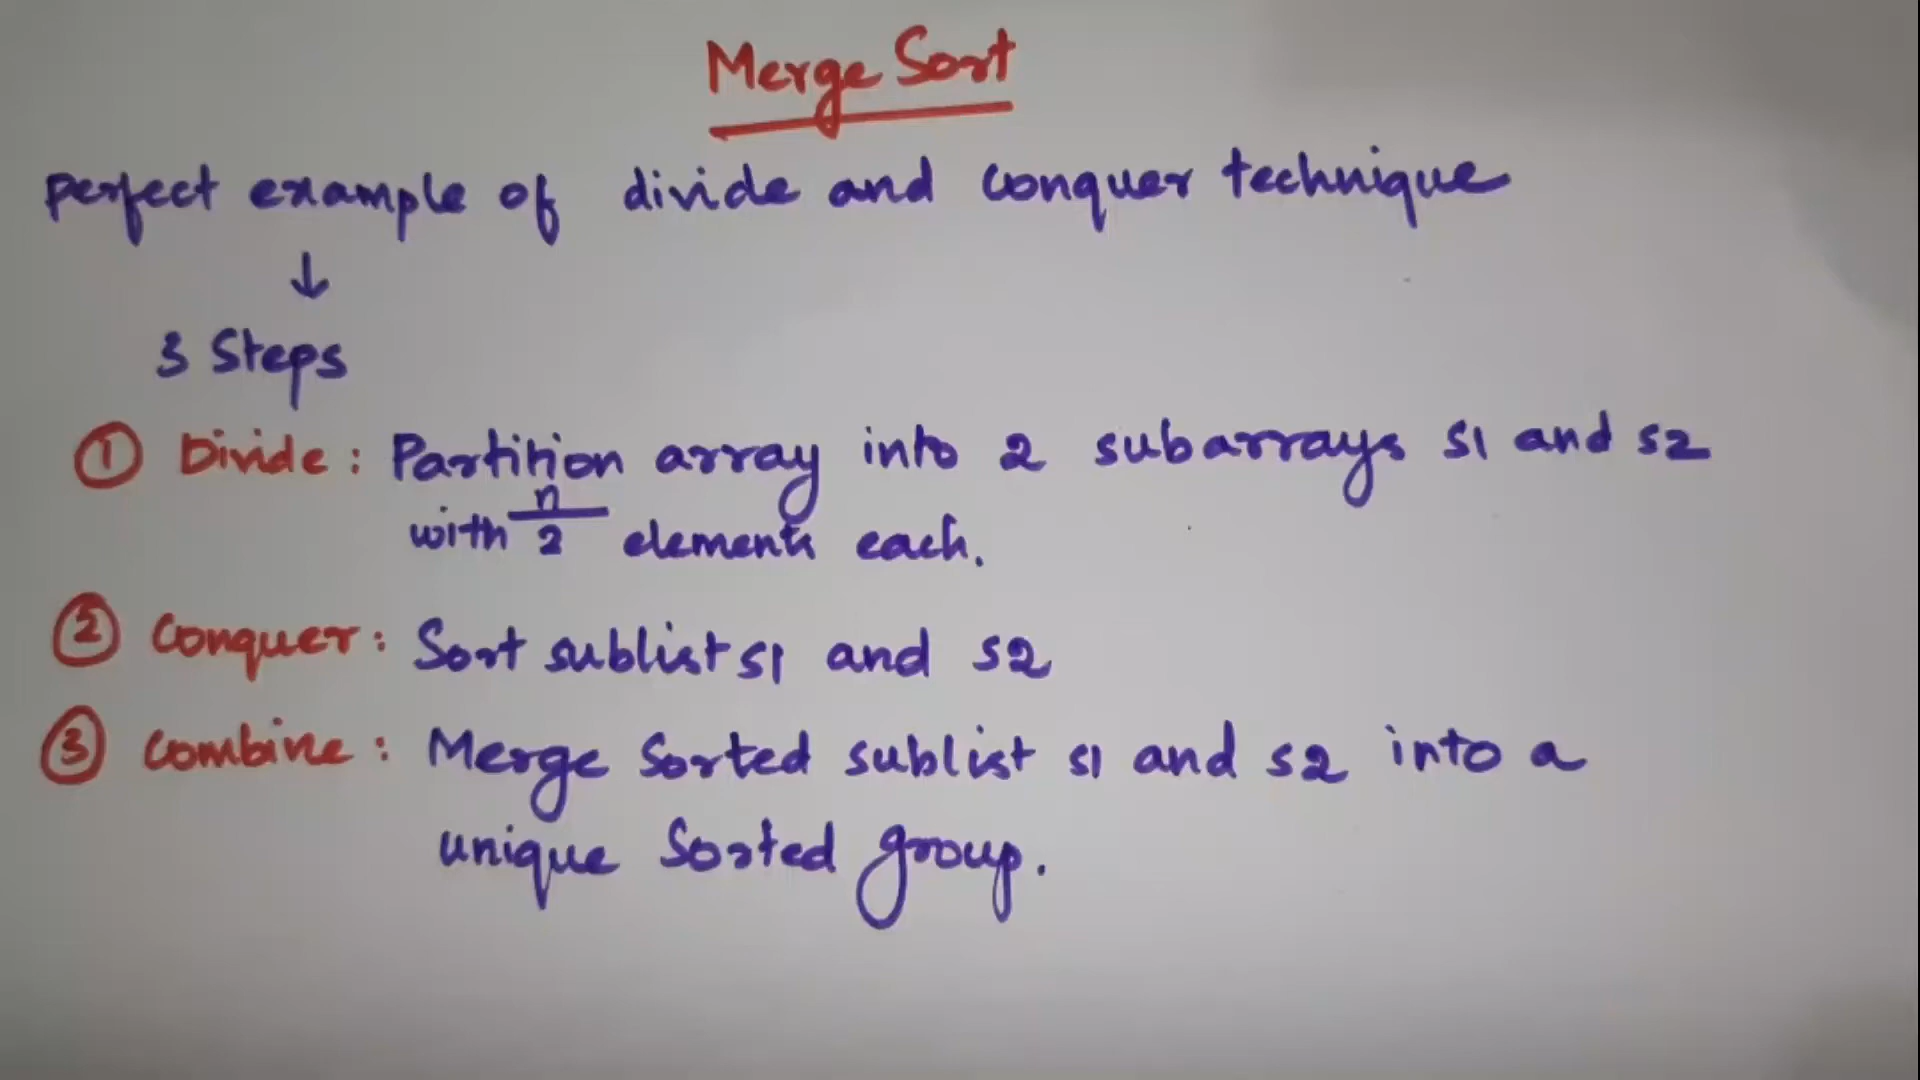 Merge Sort
perfect example of divide and conquer technique
↓
3 Steps
① Divide: Partition array into 2 subarrays s1 and s2
with n/2 elements each.
② Conquer: Sort sublist s1 and s2
③ Combine: Merge Sorted sublist s1 and s2 into a
unique Sorted group.